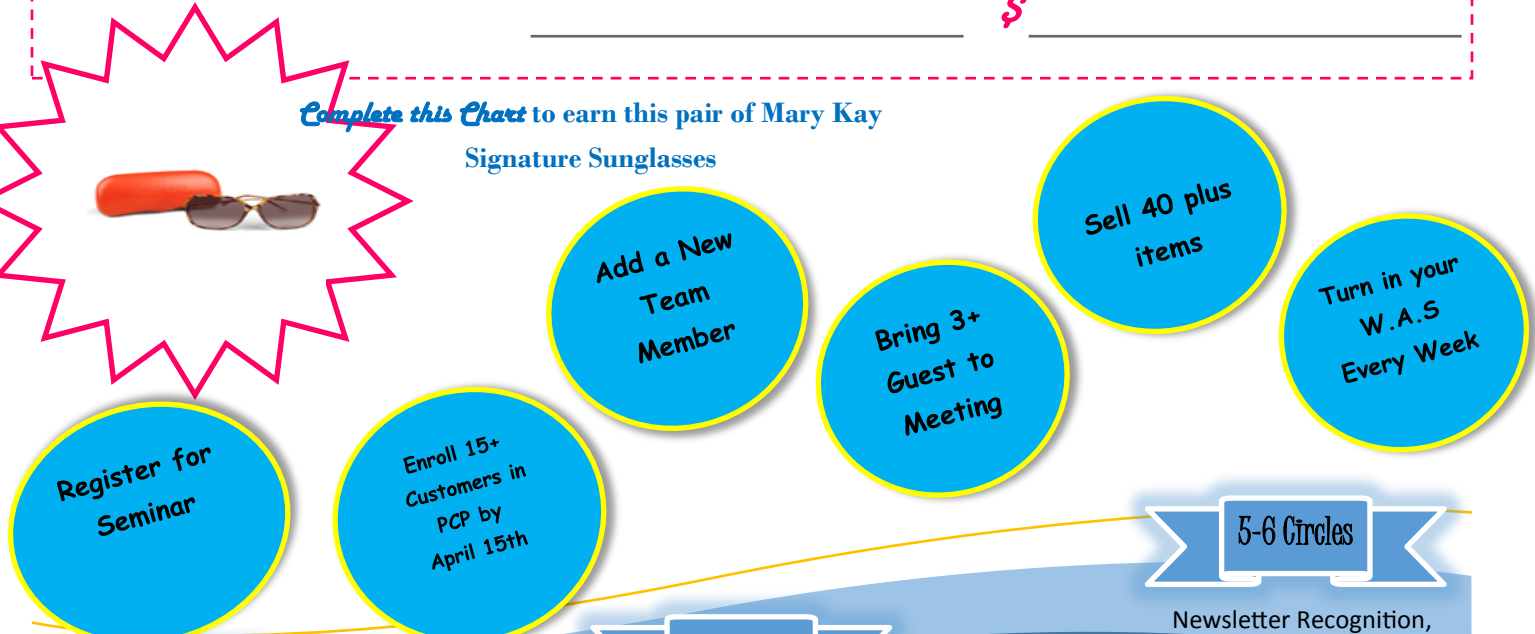 $
Complete this Chart to earn this pair of Mary Kay
Signature Sunglasses
Register for
Seminar
Enroll 15+
Customers in
PCP by
April 15th
Add a New
Team
Member
Bring 3+
Guest to
Meeting
Sell 40 plus
items
Turn in your
W.A.S
Every Week
5-6 Circles
Newsletter Recognition,